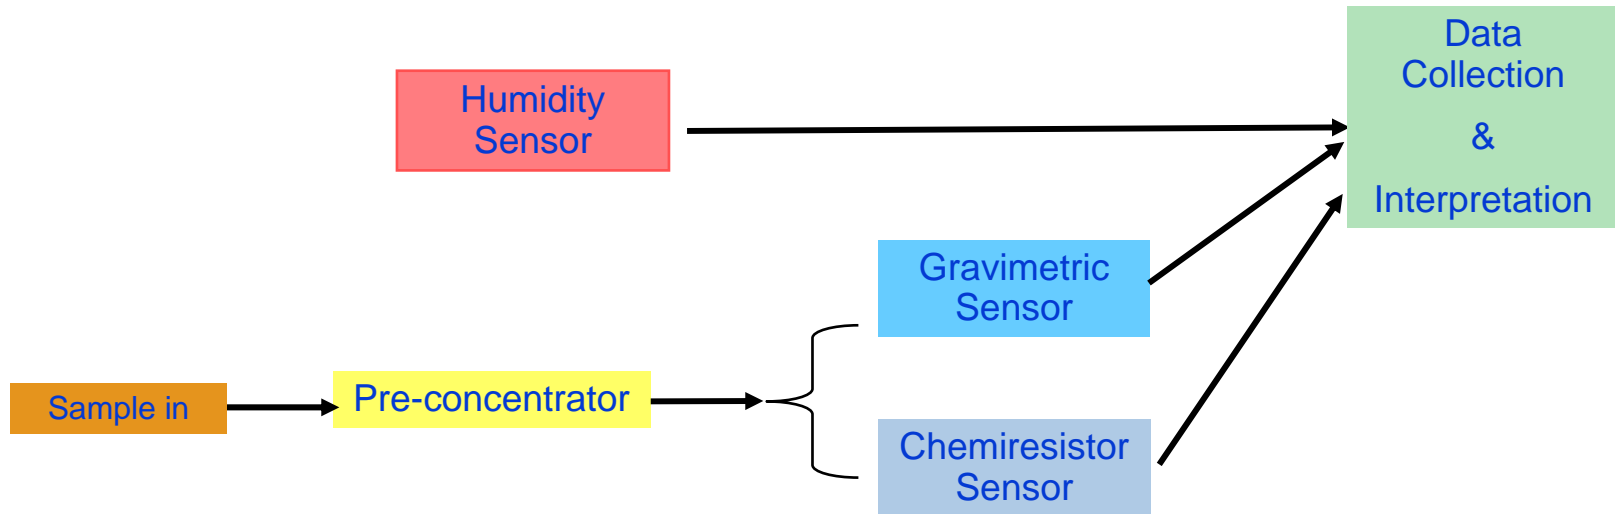 Data
Collection
&
Interpretation
Humidity
Sensor
Gravimetric
Sensor
Sample in
Pre-concentrator
Chemiresistor
Sensor